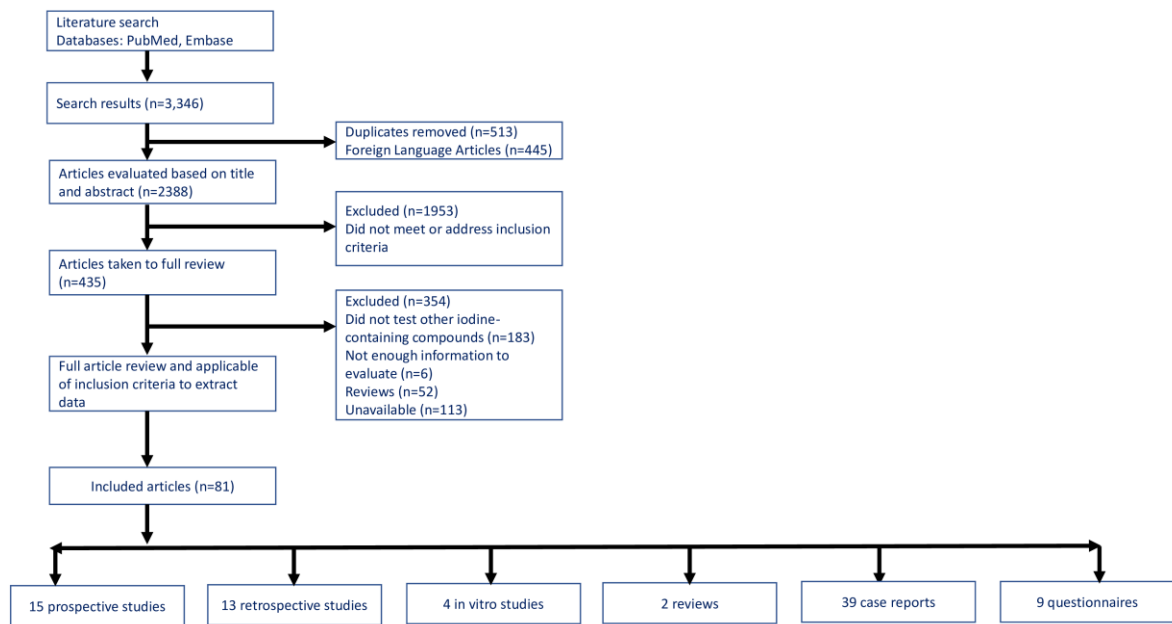 Literature search
Databases: PubMed, Embase
Search results (n=3,346)
Duplicates removed (n=513)
Foreign Language Articles (n=445)
Articles evaluated based on title
and abstract (n=2388)
Excluded (n=1953)
Did not meet or address inclusion
criteria
Articles taken to full review
(n=435)
Excluded (n=354)
Did not test other iodine-
containing compounds (n=183)
Not enough information to
evaluate (n=6)
Reviews (n=52)
Unavailable (n=113)
Full article review and applicable
of inclusion criteria to extract
data
Included articles (n=81)
15 prospective studies
13 retrospective studies
4 in vitro studies
2 reviews
39 case reports
9 questionnaires